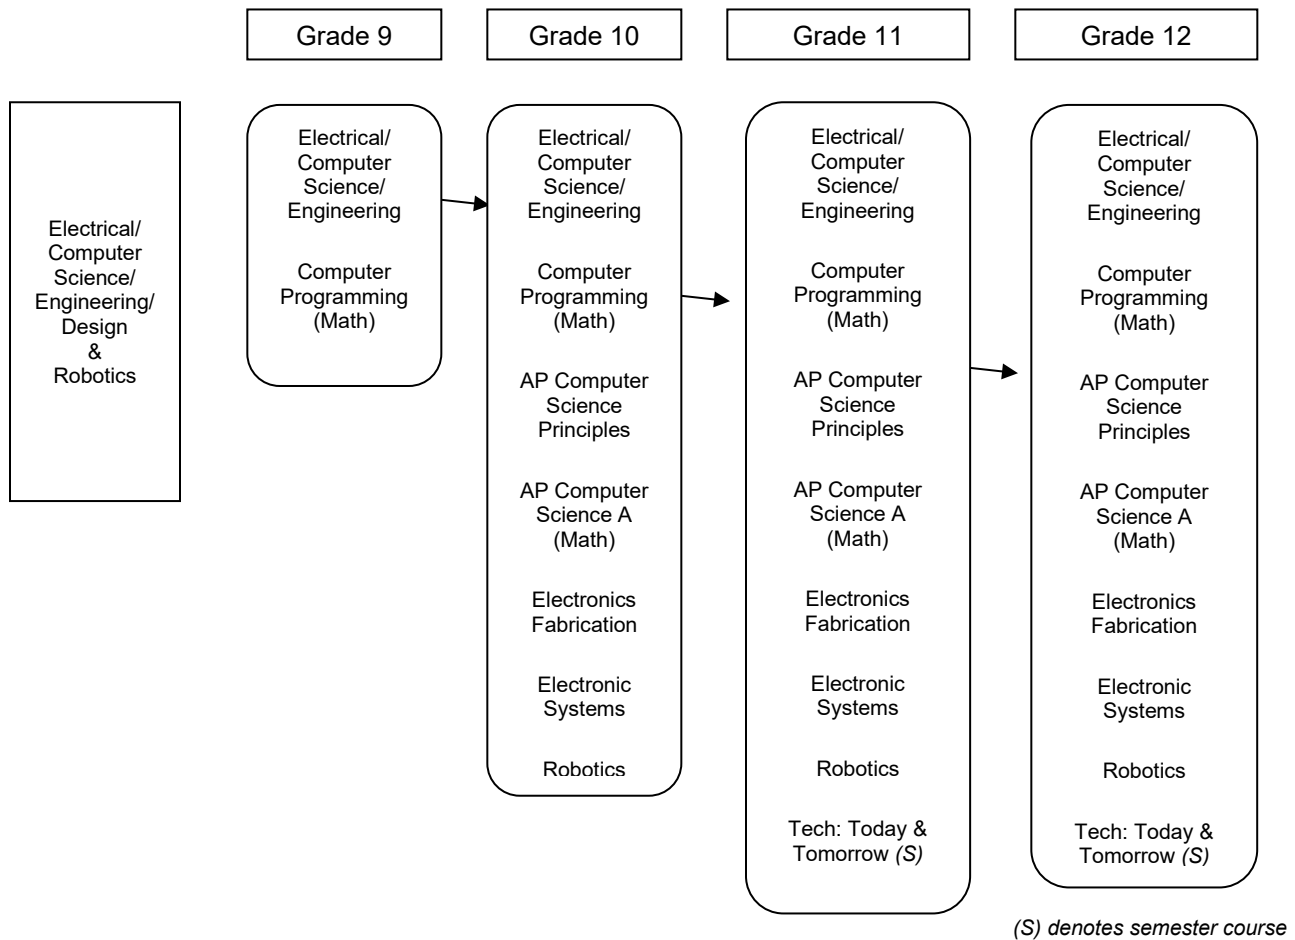 Grade 9
Grade 10
Grade 11
Grade 12
Electrical/
Computer
Science/
Engineering/
Design
&
Robotics
Electrical/
Computer
Science/
Engineering
Computer
Programming
(Math)
Electrical/
Computer
Science/
Engineering
Computer
Programming
(Math)
AP Computer
Science
Principles
AP Computer
Science A
(Math)
Electronics
Fabrication
Electronic
Systems
Robotics
Electrical/
Computer
Science/
Engineering
Computer
Programming
(Math)
AP Computer
Science
Principles
AP Computer
Science A
(Math)
Electronics
Fabrication
Electronic
Systems
Robotics
Tech: Today &
Tomorrow (S)
Electrical/
Computer
Science/
Engineering
Computer
Programming
(Math)
AP Computer
Science
Principles
AP Computer
Science A
(Math)
Electronics
Fabrication
Electronic
Systems
Robotics
Tech: Today &
Tomorrow (S)
(S) denotes semester course